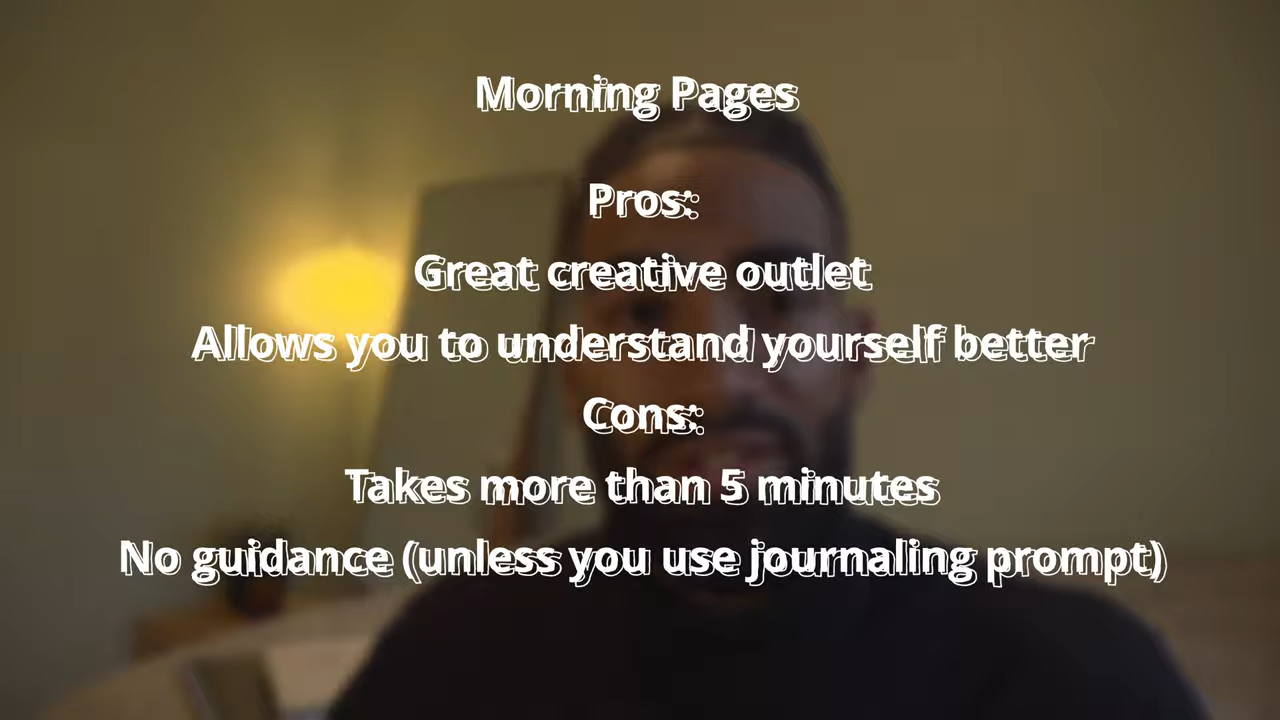 Morning Pages
Pros:
Great creative outlet
Allows you to understand yourself better
Cons:
Takes more than 5 minutes
No guidance (unless you use journaling prompt)